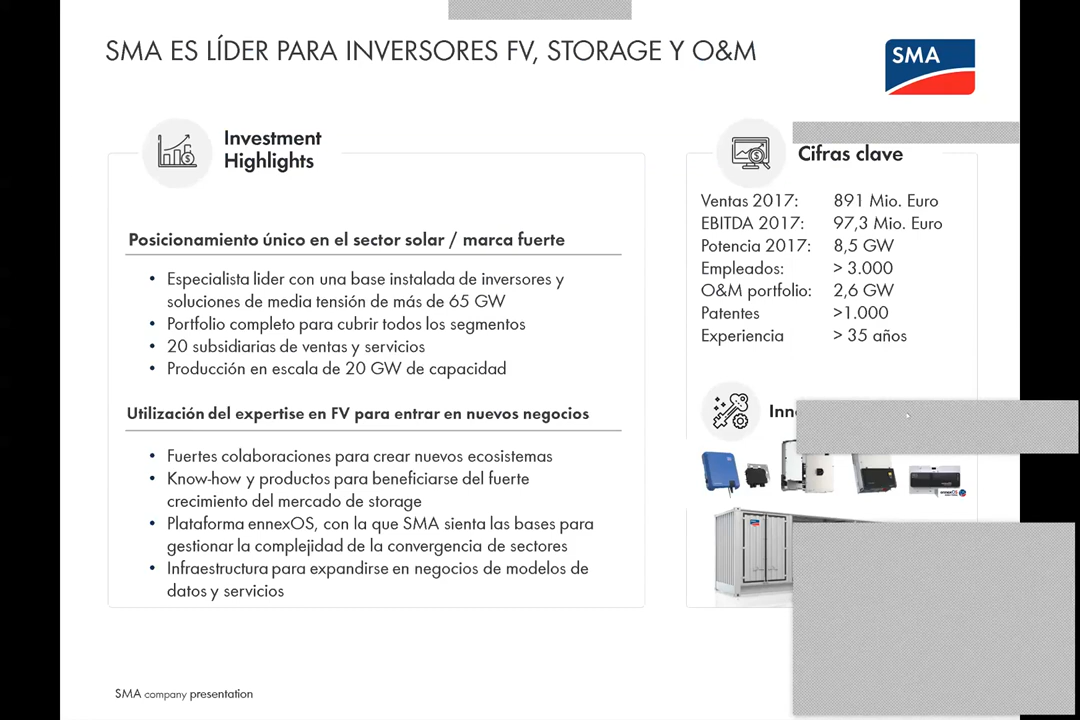 SMA ES LÍDER PARA INVERSORES FV, STORAGE Y O&M
SMA
Investment
Highlights
Posicionamiento único en el sector solar / marca fuerte
• Especialista lider con una base instalada de inversores y
soluciones de media tensión de más de 65 GW
• Portfolio completo para cubrir todos los segmentos
• 20 subsidiarias de ventas y servicios
• Producción en escala de 20 GW de capacidad
Utilización del expertise en FV para entrar en nuevos negocios
• Fuertes colaboraciones para crear nuevos ecosistemas
• Know-how y productos para beneficiarse del fuerte
crecimiento del mercado de storage
• Plataforma ennexOS, con la que SMA sienta las bases para
gestionar la complejidad de la convergencia de sectores
• Infraestructura para expandirse en negocios de modelos de
datos y servicios
Cifras clave
Ventas 2017: 891 Mio. Euro
EBITDA 2017: 97,3 Mio. Euro
Potencia 2017: 8,5 GW
Empleados: > 3.000
O&M portfolio: 2,6 GW
Patentes >1.000
Experiencia > 35 años
ennexOS
SMA company presentation